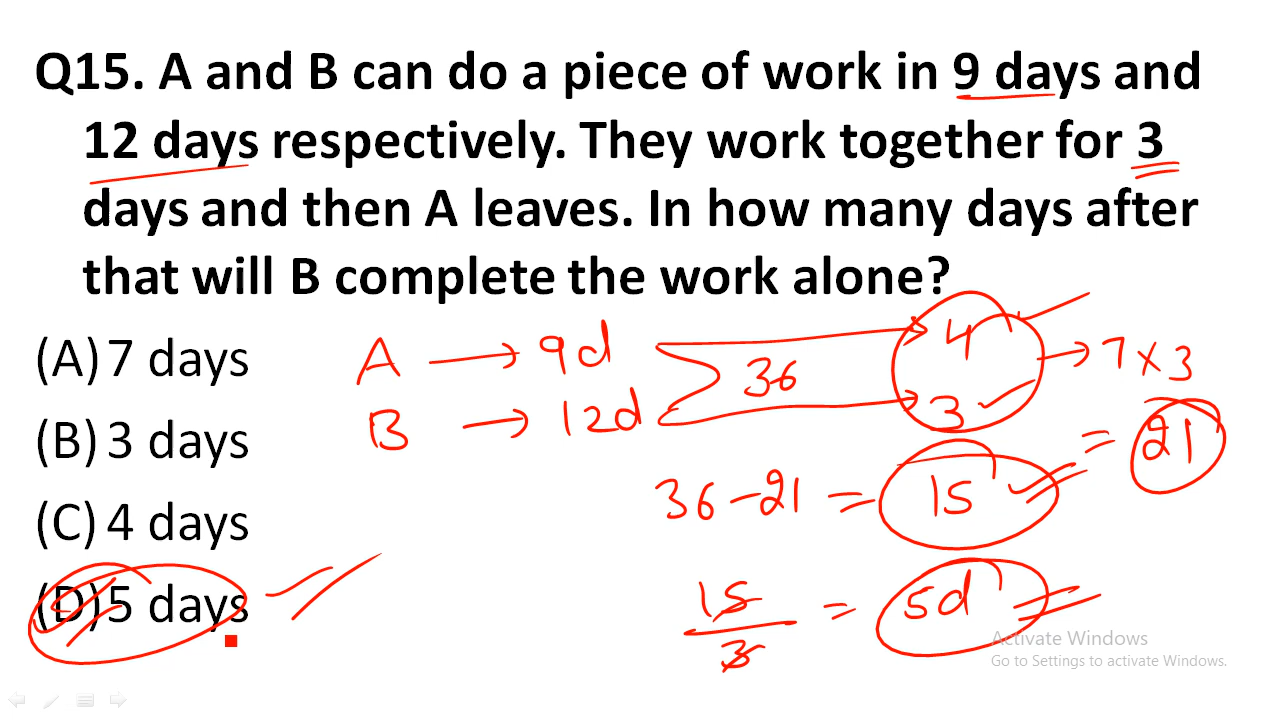 Q15. A and B can do a piece of work in 9 days and
12 days respectively. They work together for 3
days and then A leaves. In how many days after
that will B complete the work alone?
(A) 7 days
(B) 3 days
(C) 4 days
(D) 5 days
A → 9d
B → 12d
36
4
3
→ 7 × 3
= 21
36 - 21 = 15
15/3 = 5d
Activate Windows
Go to Settings to activate Windows.